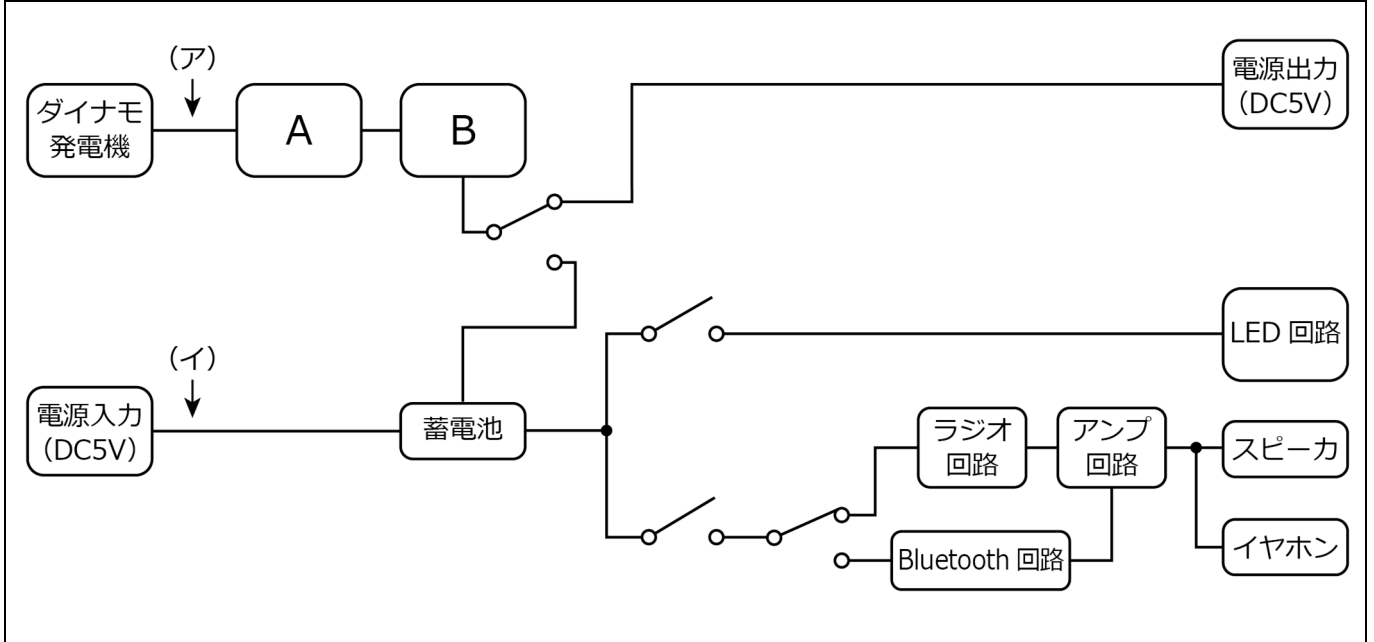 (ア)
ダイナモ
発電機
A
B
電源出力
(DC5V)
LED 回路
(イ)
電源入力
(DC5V)
蓄電池
ラジオ
回路
アンプ
回路
スピーカ
Bluetooth 回路
イヤホン